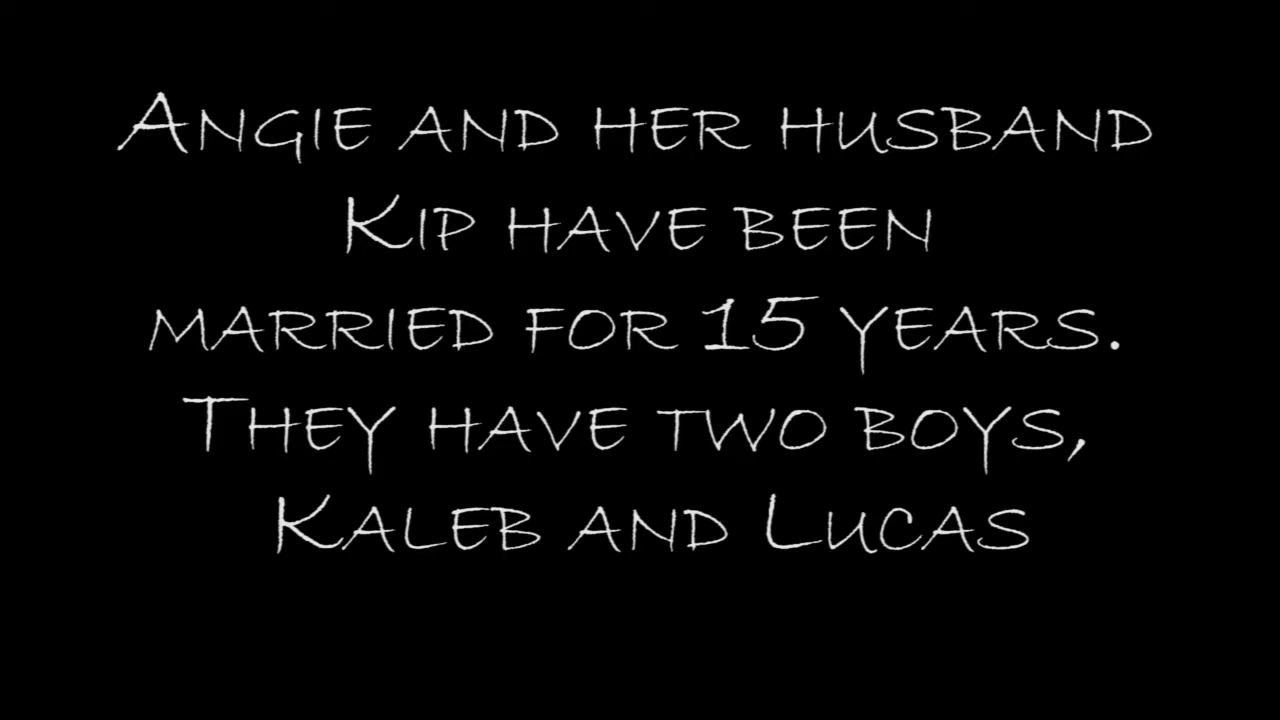 Angie and her husband
Kip have been
married for 15 years.
They have two boys,
Kaleb and Lucas